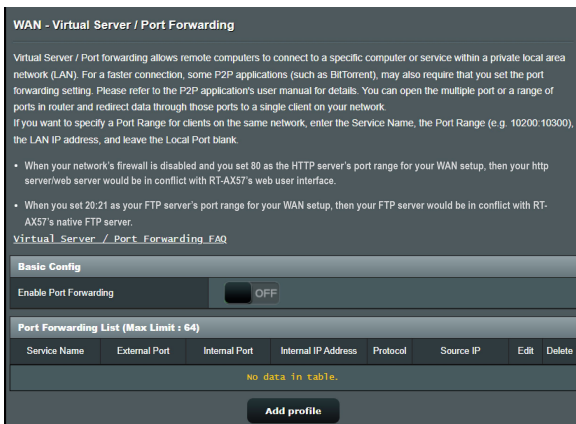 WAN - Virtual Server / Port Forwarding
Virtual Server / Port forwarding allows remote computers to connect to a specific computer or service within a private local area
network (LAN). For a faster connection, some P2P applications (such as BitTorrent), may also require that you set the port
forwarding setting. Please refer to the P2P application's user manual for details. You can open the multiple port or a range of
ports in router and redirect data through those ports to a single client on your network.
If you want to specify a Port Range for clients on the same network, enter the Service Name, the Port Range (e.g. 10200:10300),
the LAN IP address, and leave the Local Port blank.
• When your network's firewall is disabled and you set 80 as the HTTP server's port range for your WAN setup, then your http
server/web server would be in conflict with RT-AX57's web user interface.
• When you set 20:21 as your FTP server's port range for your WAN setup, then your FTP server would be in conflict with RT-
AX57's native FTP server.
Virtual Server / Port Forwarding FAQ
Basic Config
Enable Port Forwarding OFF
Port Forwarding List (Max Limit : 64)
Service Name External Port Internal Port Internal IP Address Protocol Source IP Edit Delete
No data in table.
Add profile